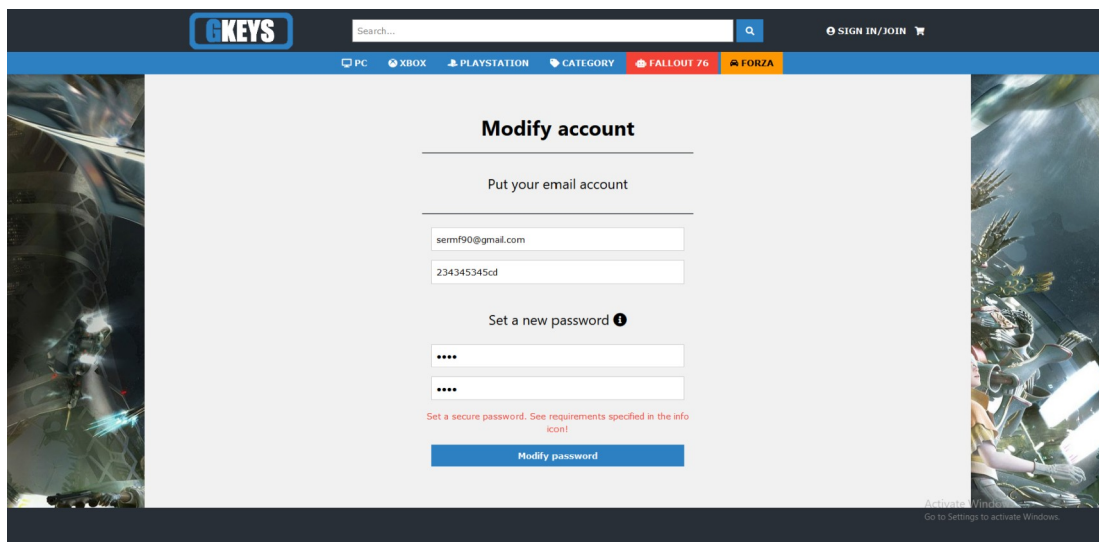 GKEYS
Search...
SIGN IN/JOIN
PC XBOX PLAYSTATION CATEGORY FALLOUT 76 FORZA
Modify account
Put your email account
sermf90@gmail.com
234345345cd
Set a new password
••••
••••
Set a secure password. See requirements specified in the info
icon!
Modify password
Activate Windows
Go to Settings to activate Windows.